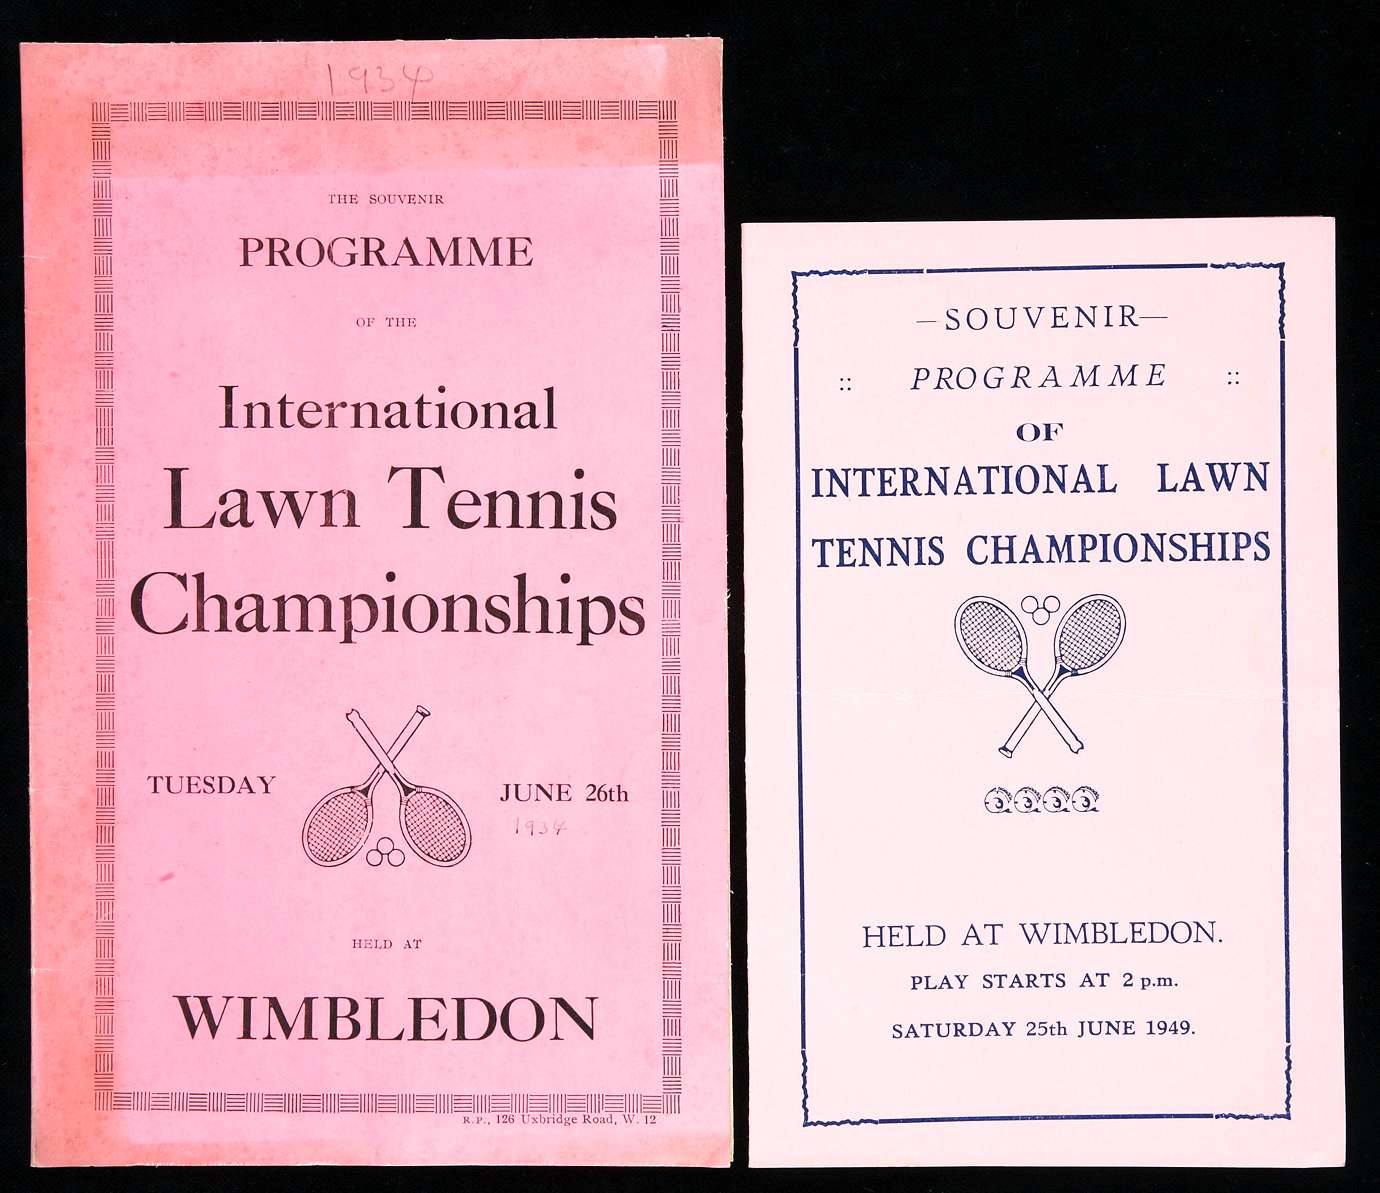 1934
THE SOUVENIR
PROGRAMME
OF THE
International
Lawn Tennis
Championships
TUESDAY
JUNE 26th
1934
HELD AT
WIMBLEDON
R.P., 126 Uxbridge Road, W. 12
—SOUVENIR—
:: PROGRAMME ::
OF
INTERNATIONAL LAWN
TENNIS CHAMPIONSHIPS
HELD AT WIMBLEDON.
PLAY STARTS AT 2 p.m.
SATURDAY 25th JUNE 1949.